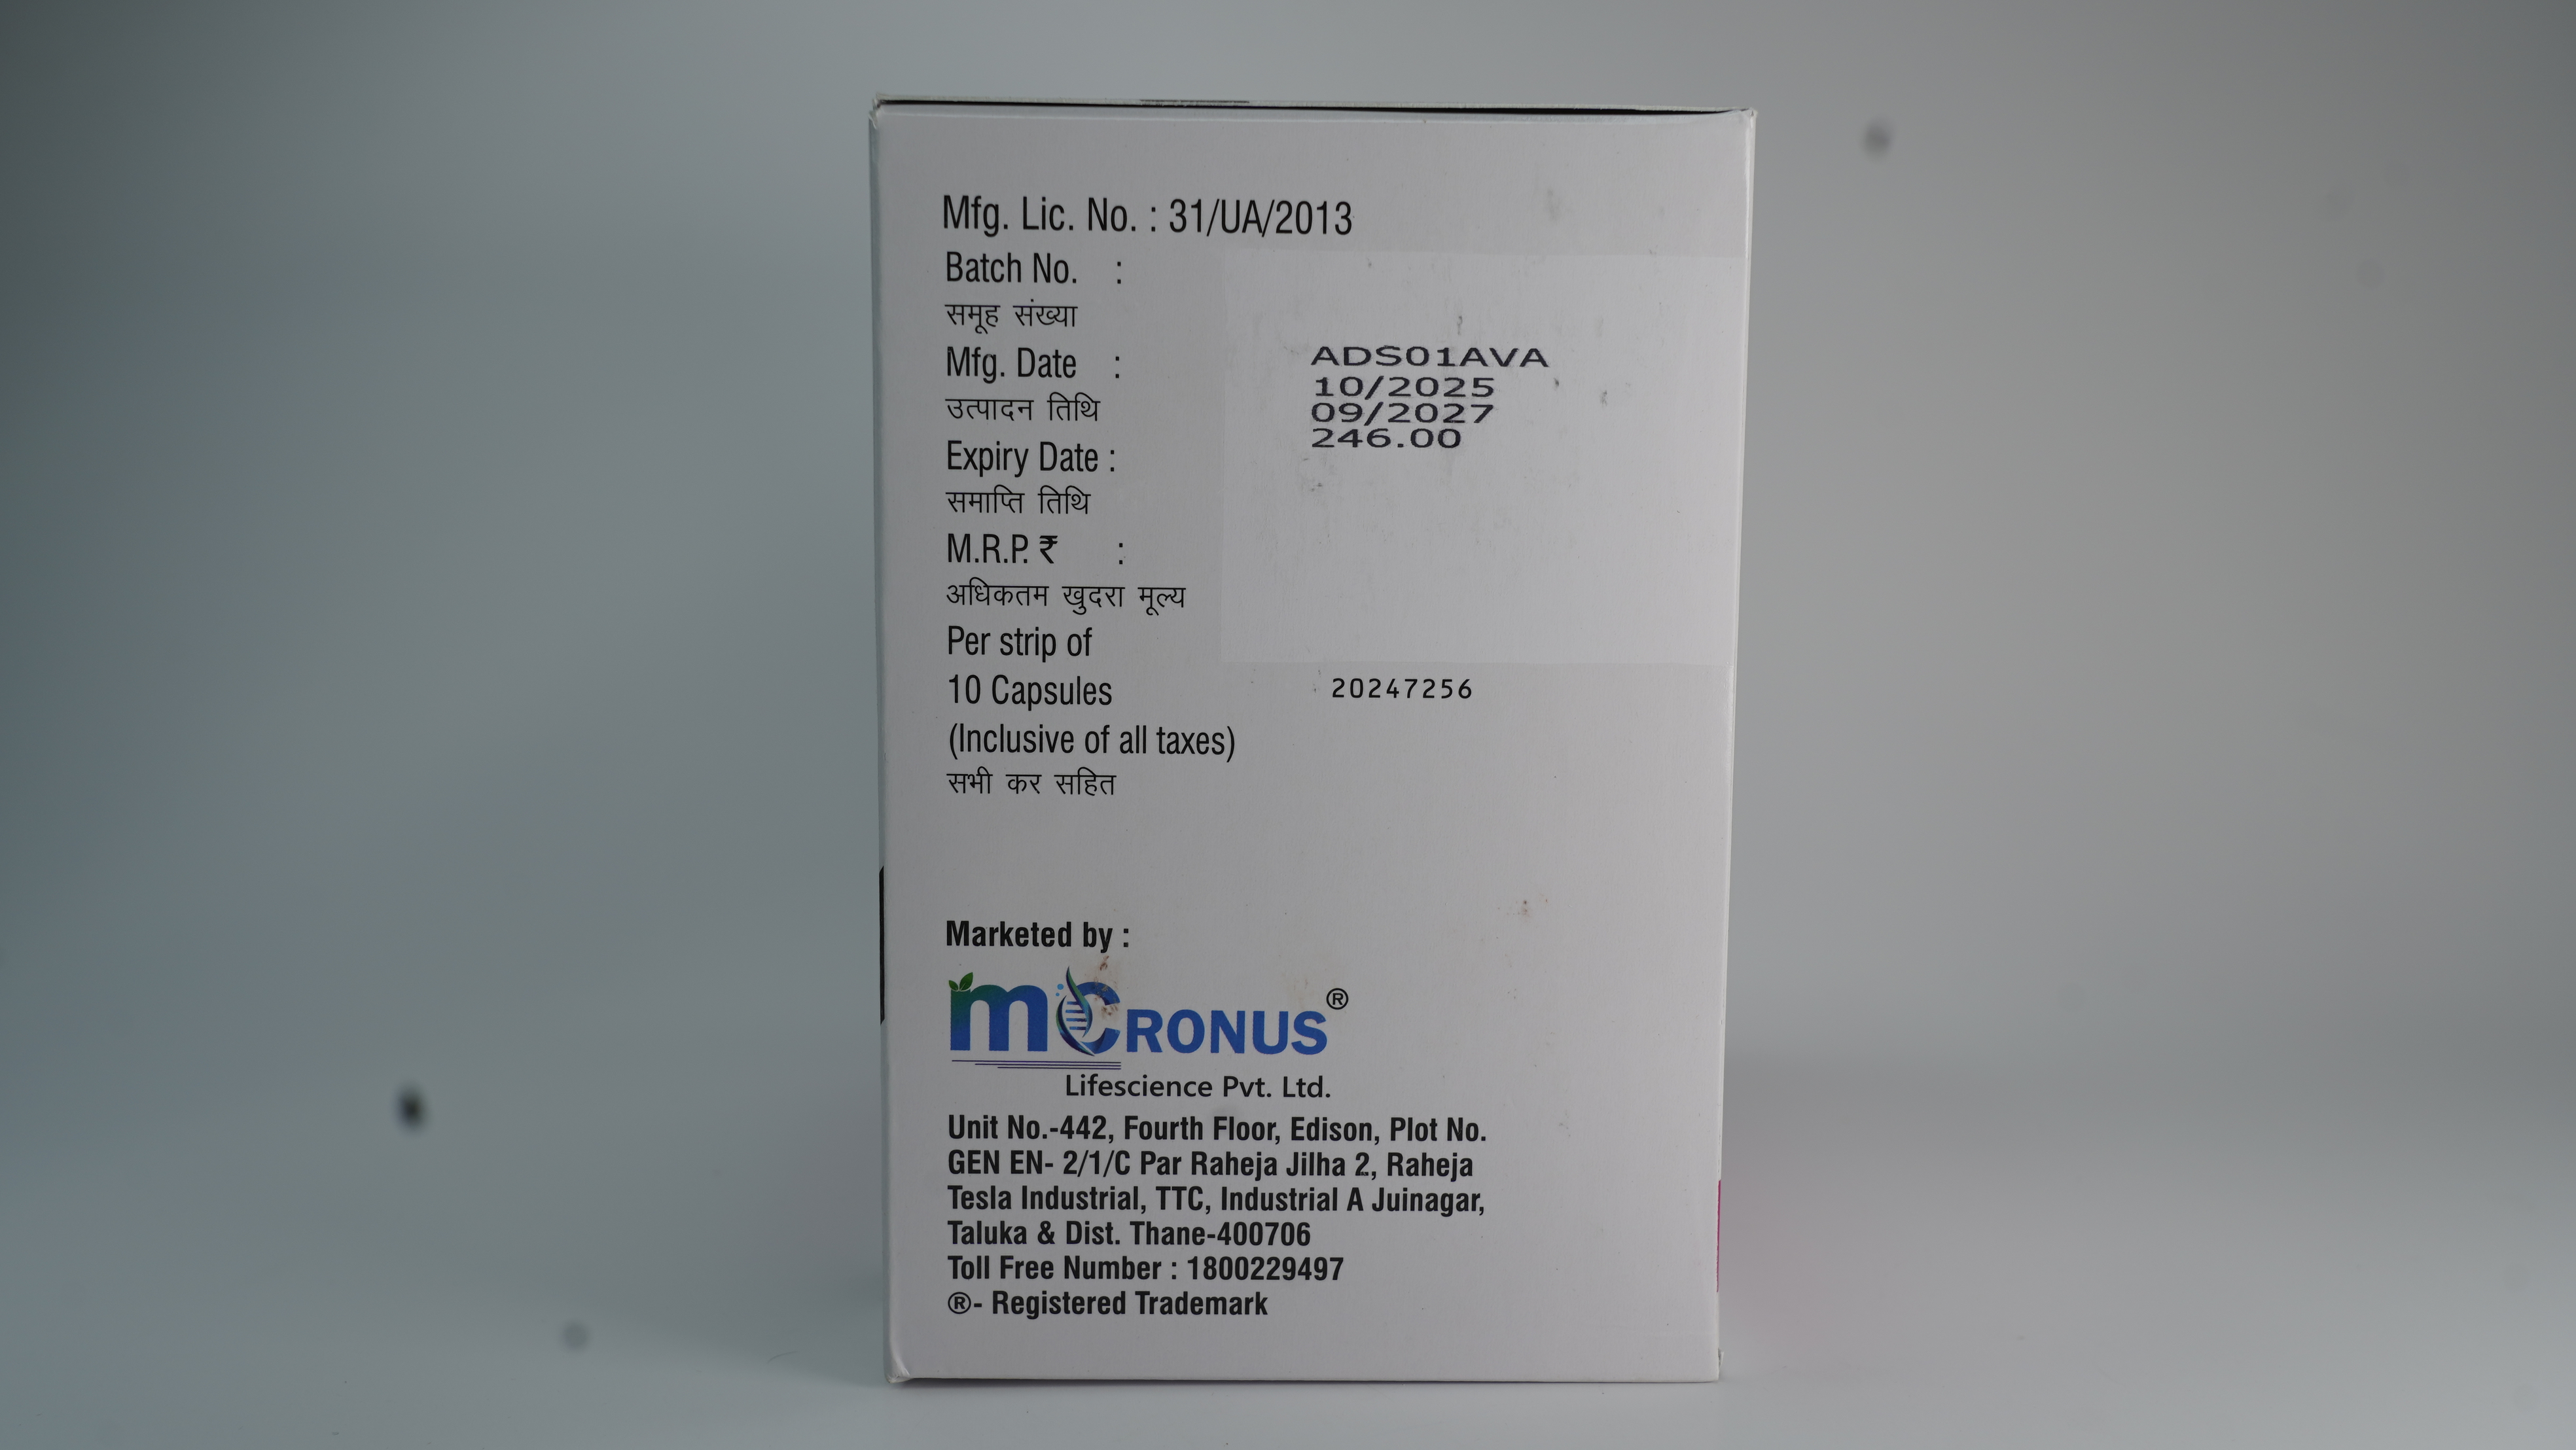 Mfg. Lic. No. : 31/UA/2013
Batch No. :
समूह संख्या
Mfg. Date :
ADS01AVA
10/2025
उत्पादन तिथि
09/2027
246.00
Expiry Date :
समाप्ति तिथि
M.R.P. ₹ :
अधिकतम खुदरा मूल्य
Per strip of
10 Capsules 20247256
(Inclusive of all taxes)
सभी कर सहित
Marketed by :
mCRONUS®
Lifescience Pvt. Ltd.
Unit No.-442, Fourth Floor, Edison, Plot No.
GEN EN- 2/1/C Par Raheja Jilha 2, Raheja
Tesla Industrial, TTC, Industrial A Juinagar,
Taluka & Dist. Thane-400706
Toll Free Number : 1800229497
®- Registered Trademark